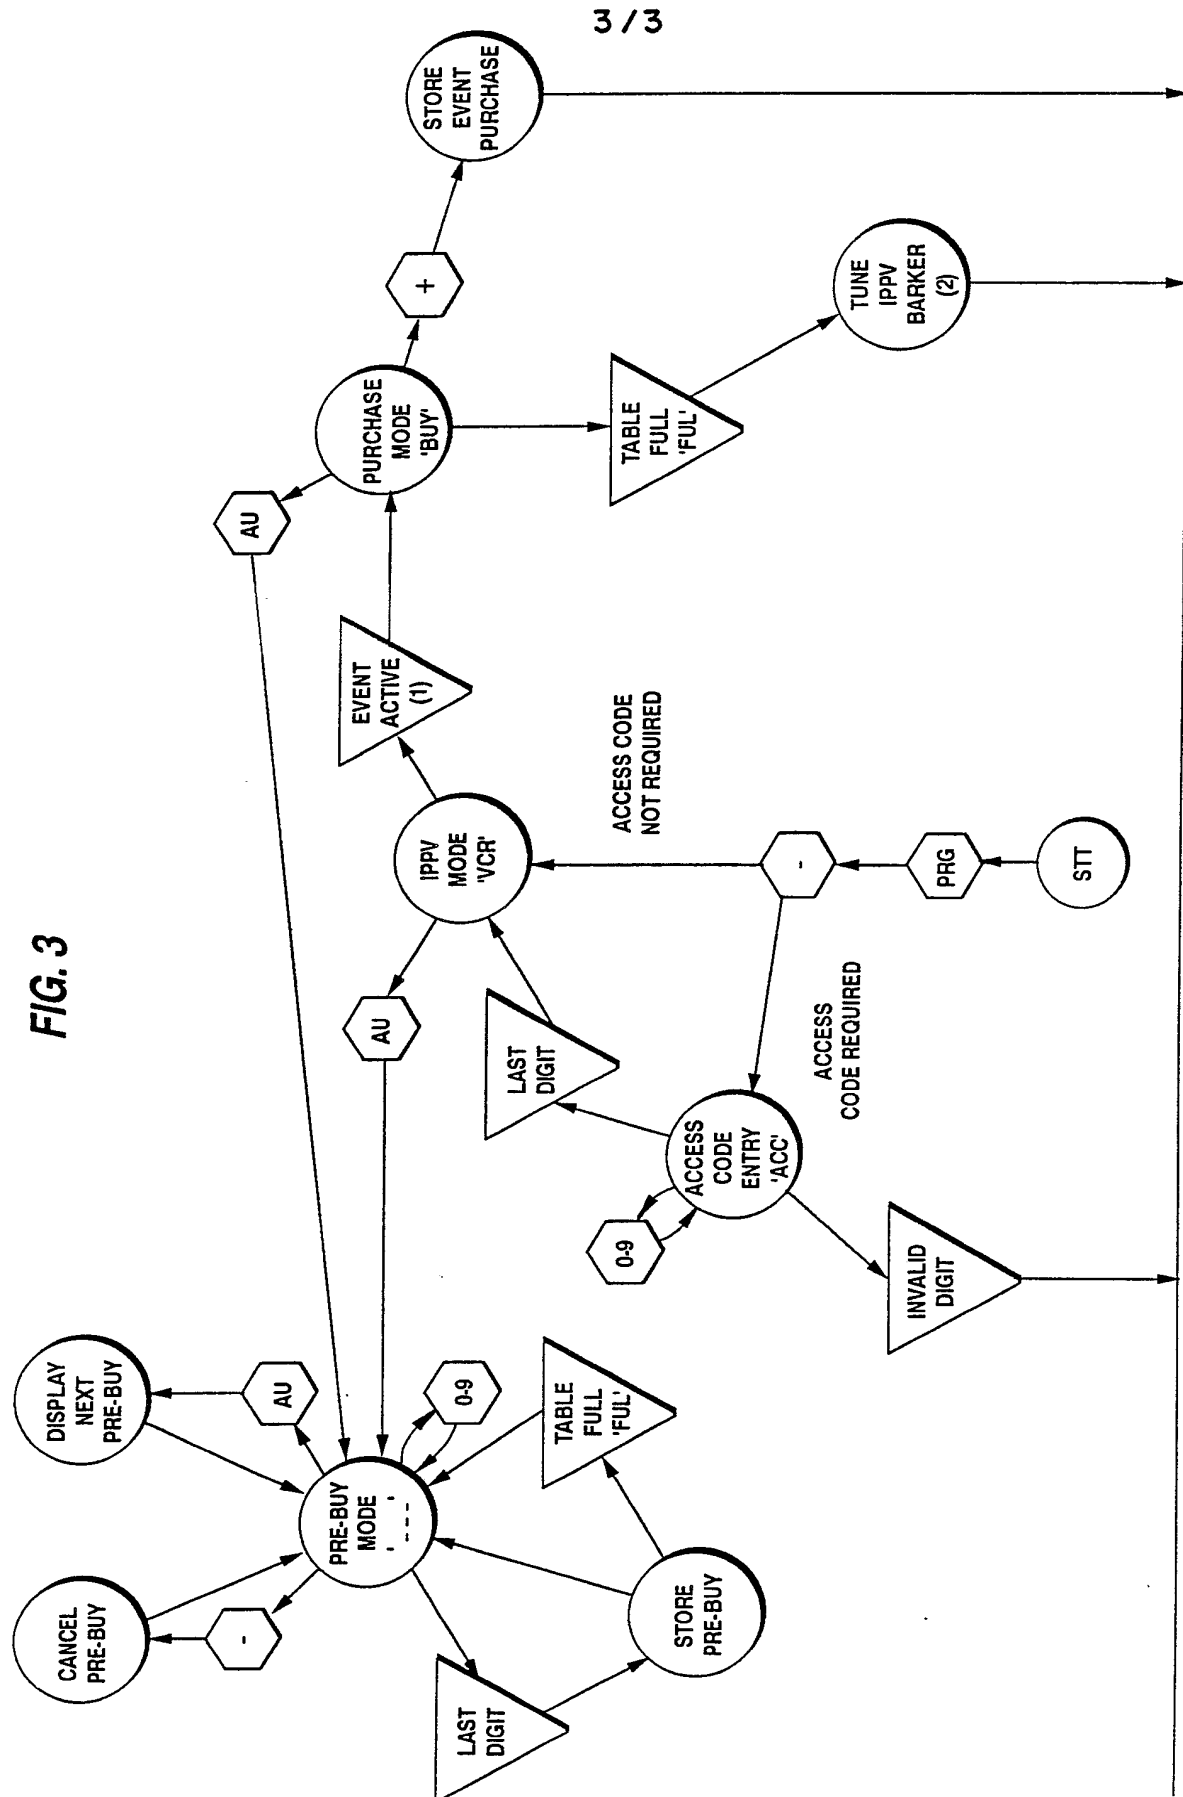 3/3
FIG. 3
CANCEL
PRE-BUY
-
DISPLAY
NEXT
PRE-BUY
AU
PRE-BUY
MODE
'---'
0-9
LAST
DIGIT
STORE
PRE-BUY
TABLE
FULL
'FUL'
AU
AU
IPPV
MODE
'VCR'
EVENT
ACTIVE
(1)
PURCHASE
MODE
'BUY'
+
STORE
EVENT
PURCHASE
TABLE
FULL
'FUL'
TUNE
IPPV
BARKER
(2)
LAST
DIGIT
0-9
ACCESS
CODE
ENTRY
'ACC'
INVALID
DIGIT
ACCESS
CODE REQUIRED
ACCESS CODE
NOT REQUIRED
-
PRG
STT